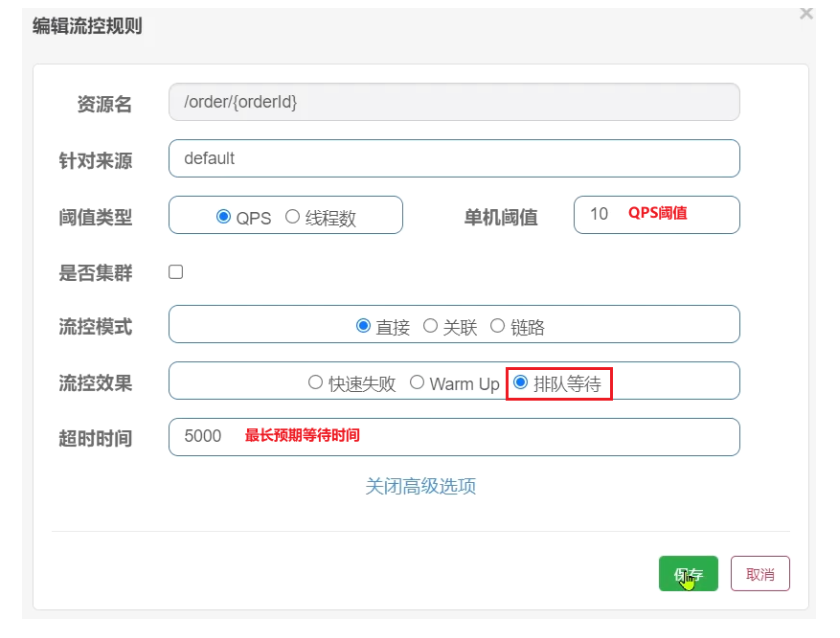 编辑流控规则 ×
资源名 /order/{orderId}
针对来源 default
阈值类型 QPS 线程数 单机阈值 10 QPS阈值
是否集群
流控模式 直接 关联 链路
流控效果 快速失败 Warm Up 排队等待
超时时间 5000 最长预期等待时间
关闭高级选项
保存 取消